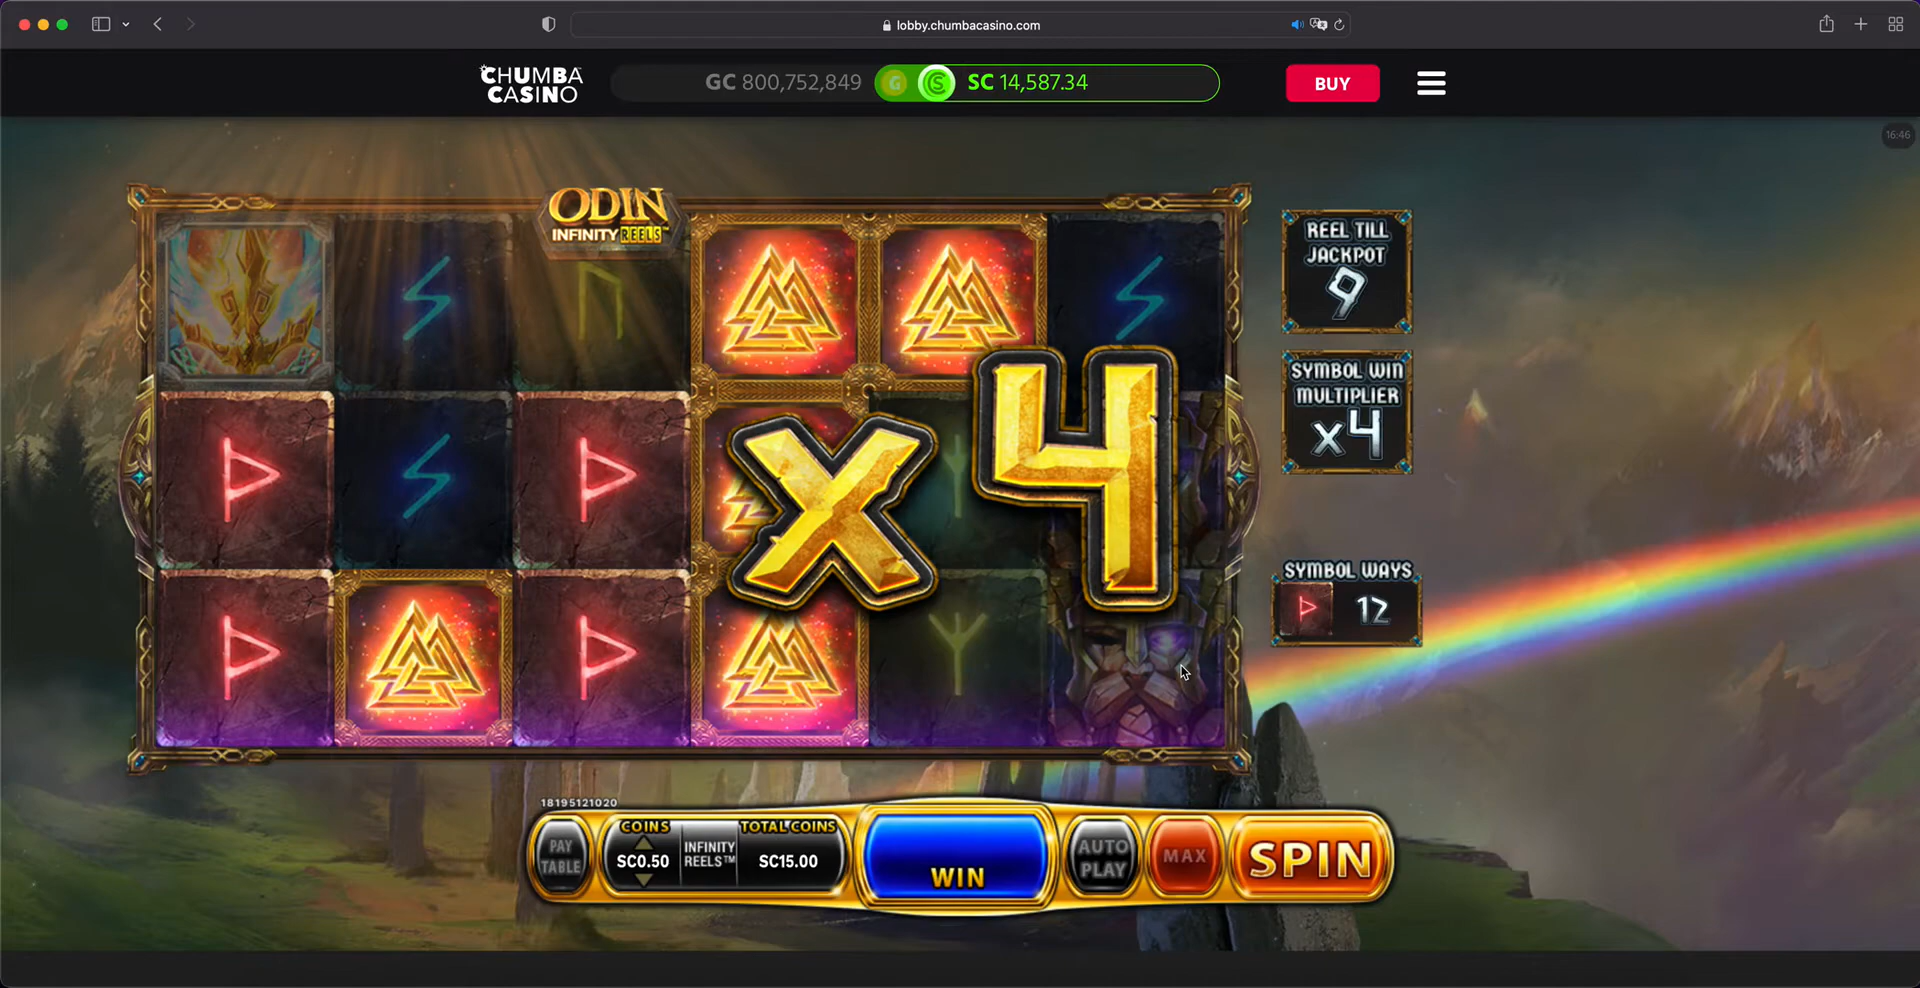 lobby.chumbacasino.com
CHUMBA
CASINO
GC 800,752,849
G
S
SC 14,587.34
BUY
16:46
ODIN
INFINITY REELS™
REEL TILL
JACKPOT
9
SYMBOL WIN
MULTIPLIER
x4
x4
SYMBOL WAYS
12
18195121020
PAY
TABLE
COINS
SC0.50
INFINITY
REELS™
TOTAL COINS
SC15.00
WIN
AUTO
PLAY
MAX
SPIN